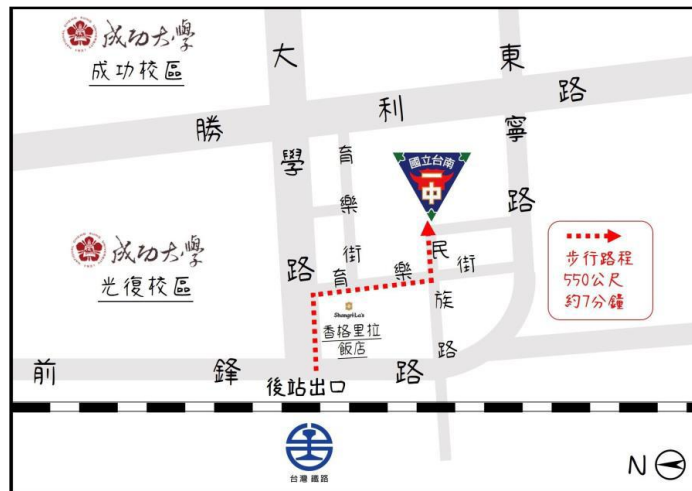 成功大學
成功校區
大學路
東寧路
勝利路
國立台南
一中
育樂街
成功大學
光復校區
育樂街
民族路
步行路程
550公尺
約7分鐘
Shangri-La's
香格里拉
飯店
前鋒路
後站出口
台灣鐵路
N